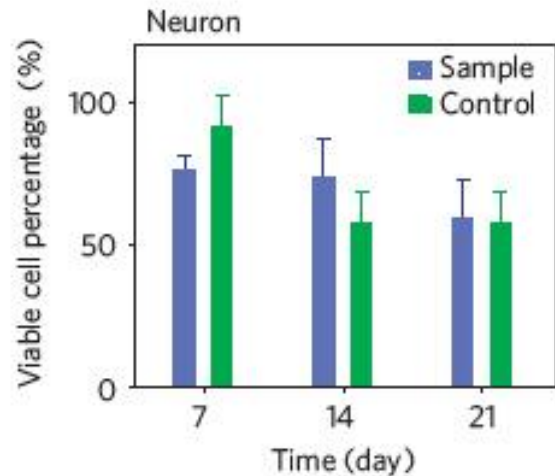 Neuron
Viable cell percentage (%)
100
50
0
Sample
Control
7 14 21
Time (day)